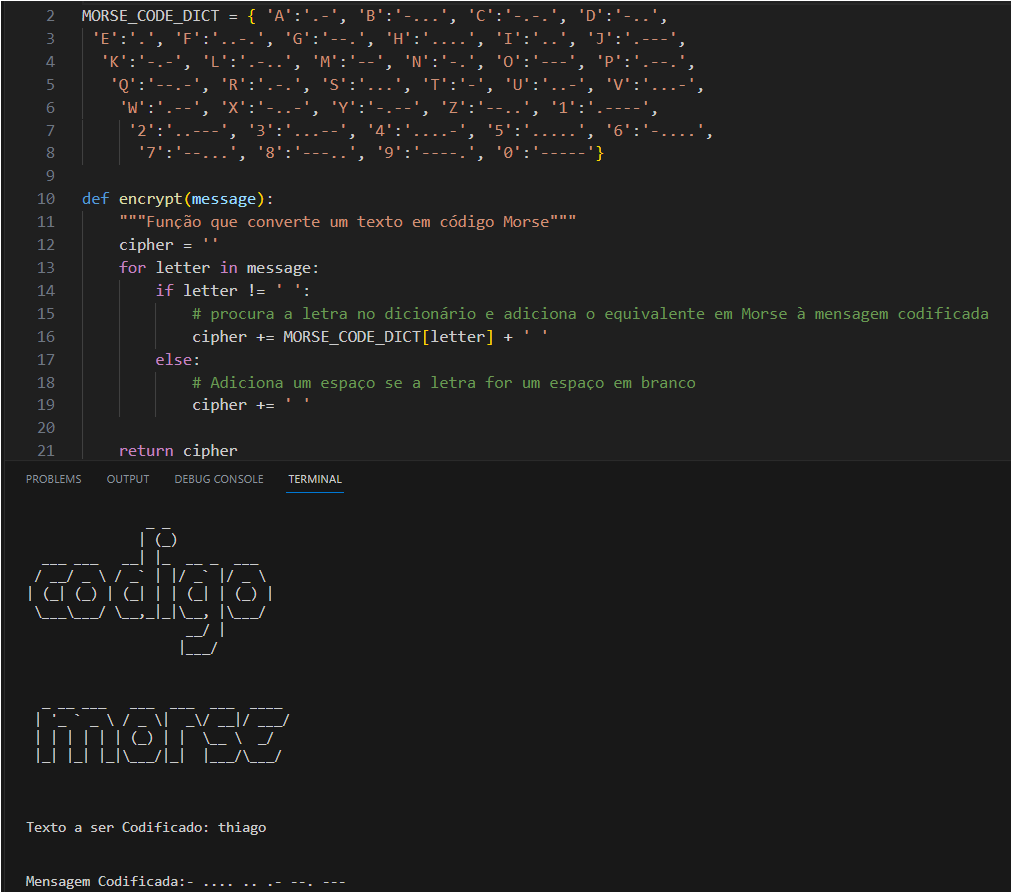 2 MORSE_CODE_DICT = { 'A':'.-', 'B':'-...', 'C':'-.-.', 'D':'-..',
3 'E':'.', 'F':'..-.', 'G':'--.', 'H':'....', 'I':'..', 'J':'.---',
4 'K':'-.-', 'L':'.-..', 'M':'--', 'N':'-.', 'O':'---', 'P':'.--.',
5 'Q':'--.-', 'R':'.-.', 'S':'...', 'T':'-', 'U':'..-', 'V':'...-',
6 'W':'.--', 'X':'-..-', 'Y':'-.--', 'Z':'--..', '1':'.----',
7 '2':'..---', '3':'...--', '4':'....-', '5':'.....', '6':'-....',
8 '7':'--...', '8':'---..', '9':'----.', '0':'-----'}
9
10 def encrypt(message):
11 """Função que converte um texto em código Morse"""
12 cipher = ''
13 for letter in message:
14 if letter != ' ':
15 # procura a letra no dicionário e adiciona o equivalente em Morse à mensagem codificada
16 cipher += MORSE_CODE_DICT[letter] + ' '
17 else:
18 # Adiciona um espaço se a letra for um espaço em branco
19 cipher += ' '
20
21 return cipher
PROBLEMS OUTPUT DEBUG CONSOLE TERMINAL
codigo
morse
Texto a ser Codificado: thiago
Mensagem Codificada:- .... .. .- --. ---